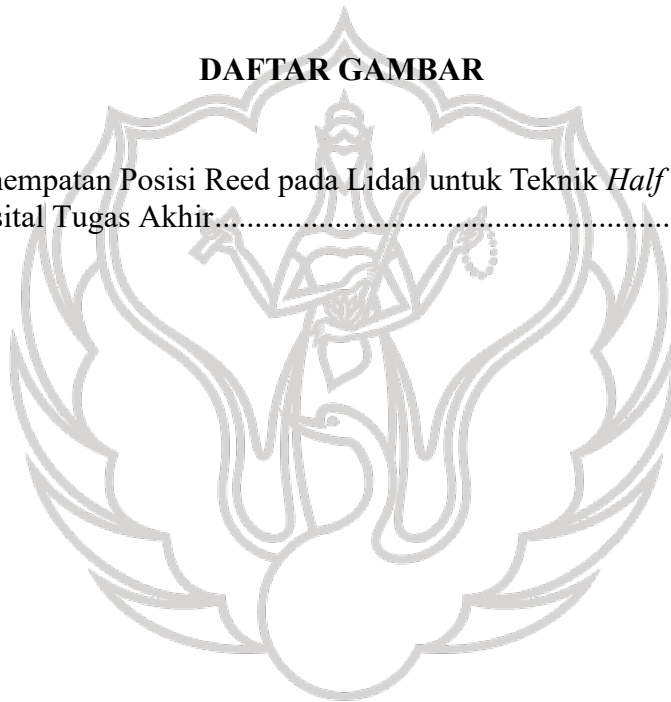 DAFTAR GAMBAR
empatan Posisi Reed pada Lidah untuk Teknik Half
sital Tugas Akhir........................................................